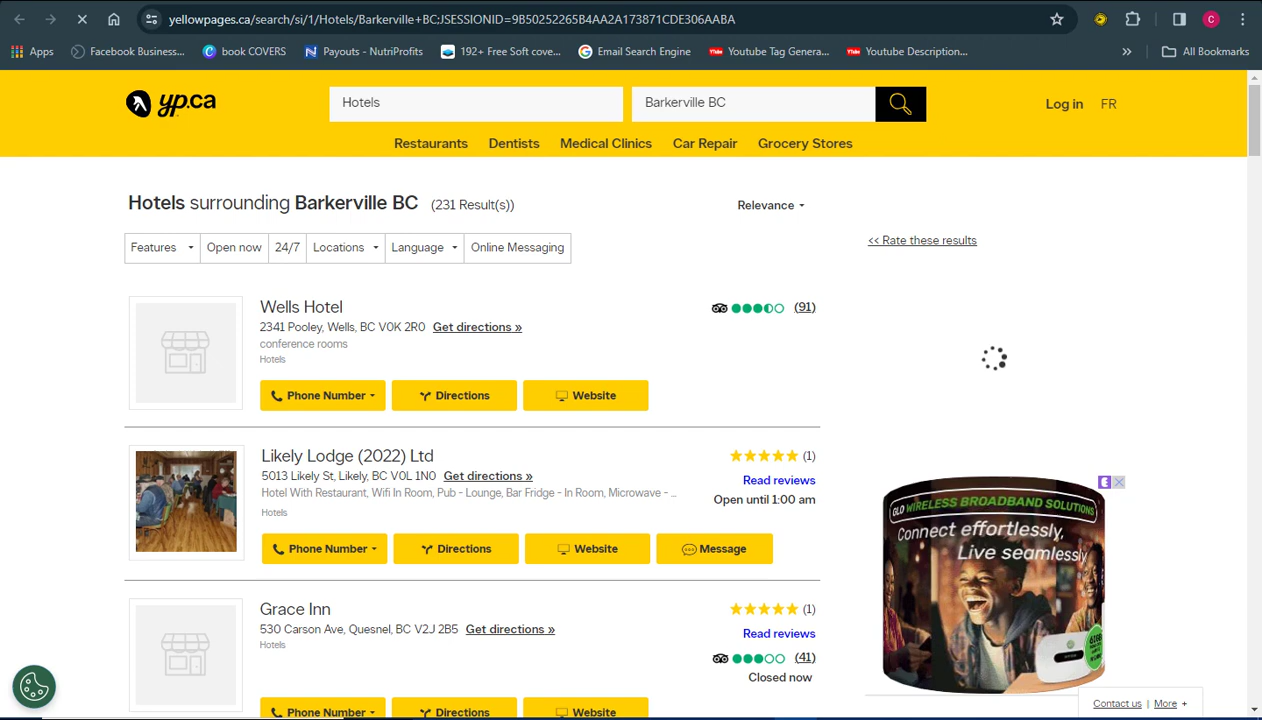 yellowpages.ca/search/si/1/Hotels/Barkerville+BC;JSESSIONID=9B50252265B4AA2A173871CDE306AABA
C
Apps
Facebook Business...
book COVERS
Payouts - NutriProfits
192+ Free Soft cove...
Email Search Engine
Youtube Tag Genera...
Youtube Description...
»
All Bookmarks
yp.ca
Hotels
Barkerville BC
Log in
FR
Restaurants
Dentists
Medical Clinics
Car Repair
Grocery Stores
Hotels surrounding Barkerville BC (231 Result(s))
Relevance
Features
Open now
24/7
Locations
Language
Online Messaging
<< Rate these results
Wells Hotel
(91)
2341 Pooley, Wells, BC V0K 2R0 Get directions »
conference rooms
Hotels
Phone Number
Directions
Website
Likely Lodge (2022) Ltd
(1)
5013 Likely St, Likely, BC V0L 1N0 Get directions »
Read reviews
Hotel With Restaurant, Wifi In Room, Pub - Lounge, Bar Fridge - In Room, Microwave - ...
Open until 1:00 am
Hotels
Phone Number
Directions
Website
Message
GLO WIRELESS BROADBAND SOLUTIONS
Connect effortlessly,
Live seamlessly
Grace Inn
(1)
530 Carson Ave, Quesnel, BC V2J 2B5 Get directions »
Read reviews
Hotels
(41)
Closed now
Phone Number
Directions
Website
Contact us | More +